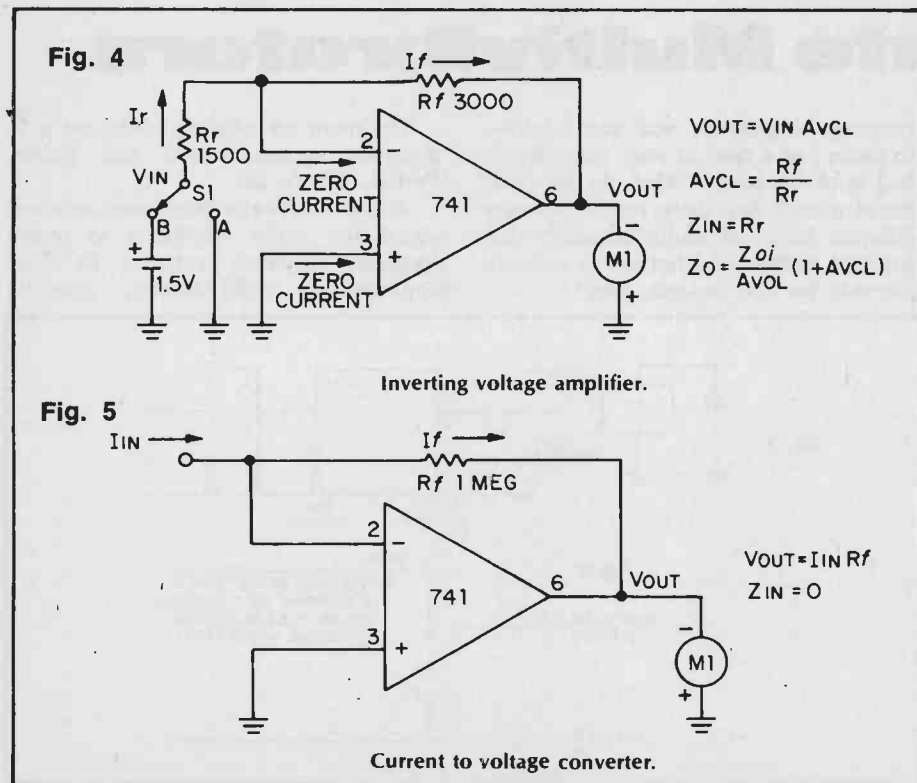 Fig. 4
If
Rf 3000
Ir
Rr
1500
VIN
S1
B
A
+
1.5V
2
−
ZERO
CURRENT
741
6
VOUT
3
+
ZERO
CURRENT
−
M1
+
VOUT = VIN AVCL
AVCL = Rf
Rr
ZIN = Rr
ZO = Zoi
AVOL (1+AVCL)
Inverting voltage amplifier.
Fig. 5
IIN
If
Rf 1 MEG
2
−
741
6
VOUT
3
+
−
M1
+
VOUT = IIN Rf
ZIN = 0
Current to voltage converter.